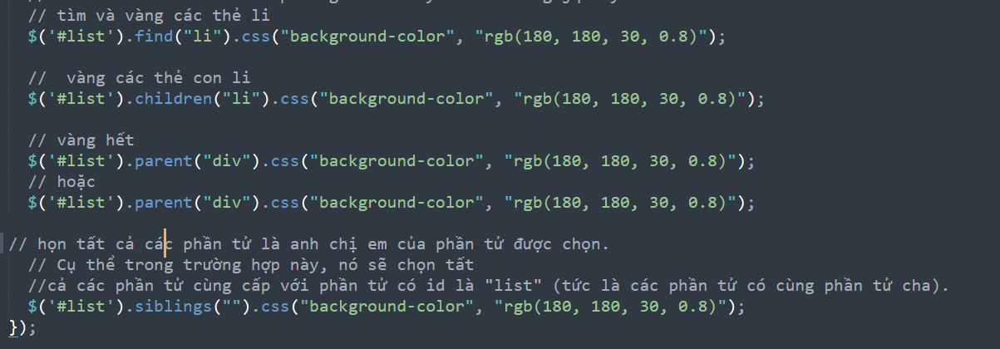 // tìm và vàng các thẻ li
$('#list').find("li").css("background-color", "rgb(180, 180, 30, 0.8)");
//  vàng các thẻ con li
$('#list').children("li").css("background-color", "rgb(180, 180, 30, 0.8)");
// vàng hết
$('#list').parent("div").css("background-color", "rgb(180, 180, 30, 0.8)");
// hoặc
$('#list').parent("div").css("background-color", "rgb(180, 180, 30, 0.8)");
// họn tất cả các phần tử là anh chị em của phần tử được chọn.
// Cụ thể trong trường hợp này, nó sẽ chọn tất
//cả các phần tử cùng cấp với phần tử có id là "list" (tức là các phần tử có cùng phần tử cha).
$('#list').siblings("").css("background-color", "rgb(180, 180, 30, 0.8)");
});